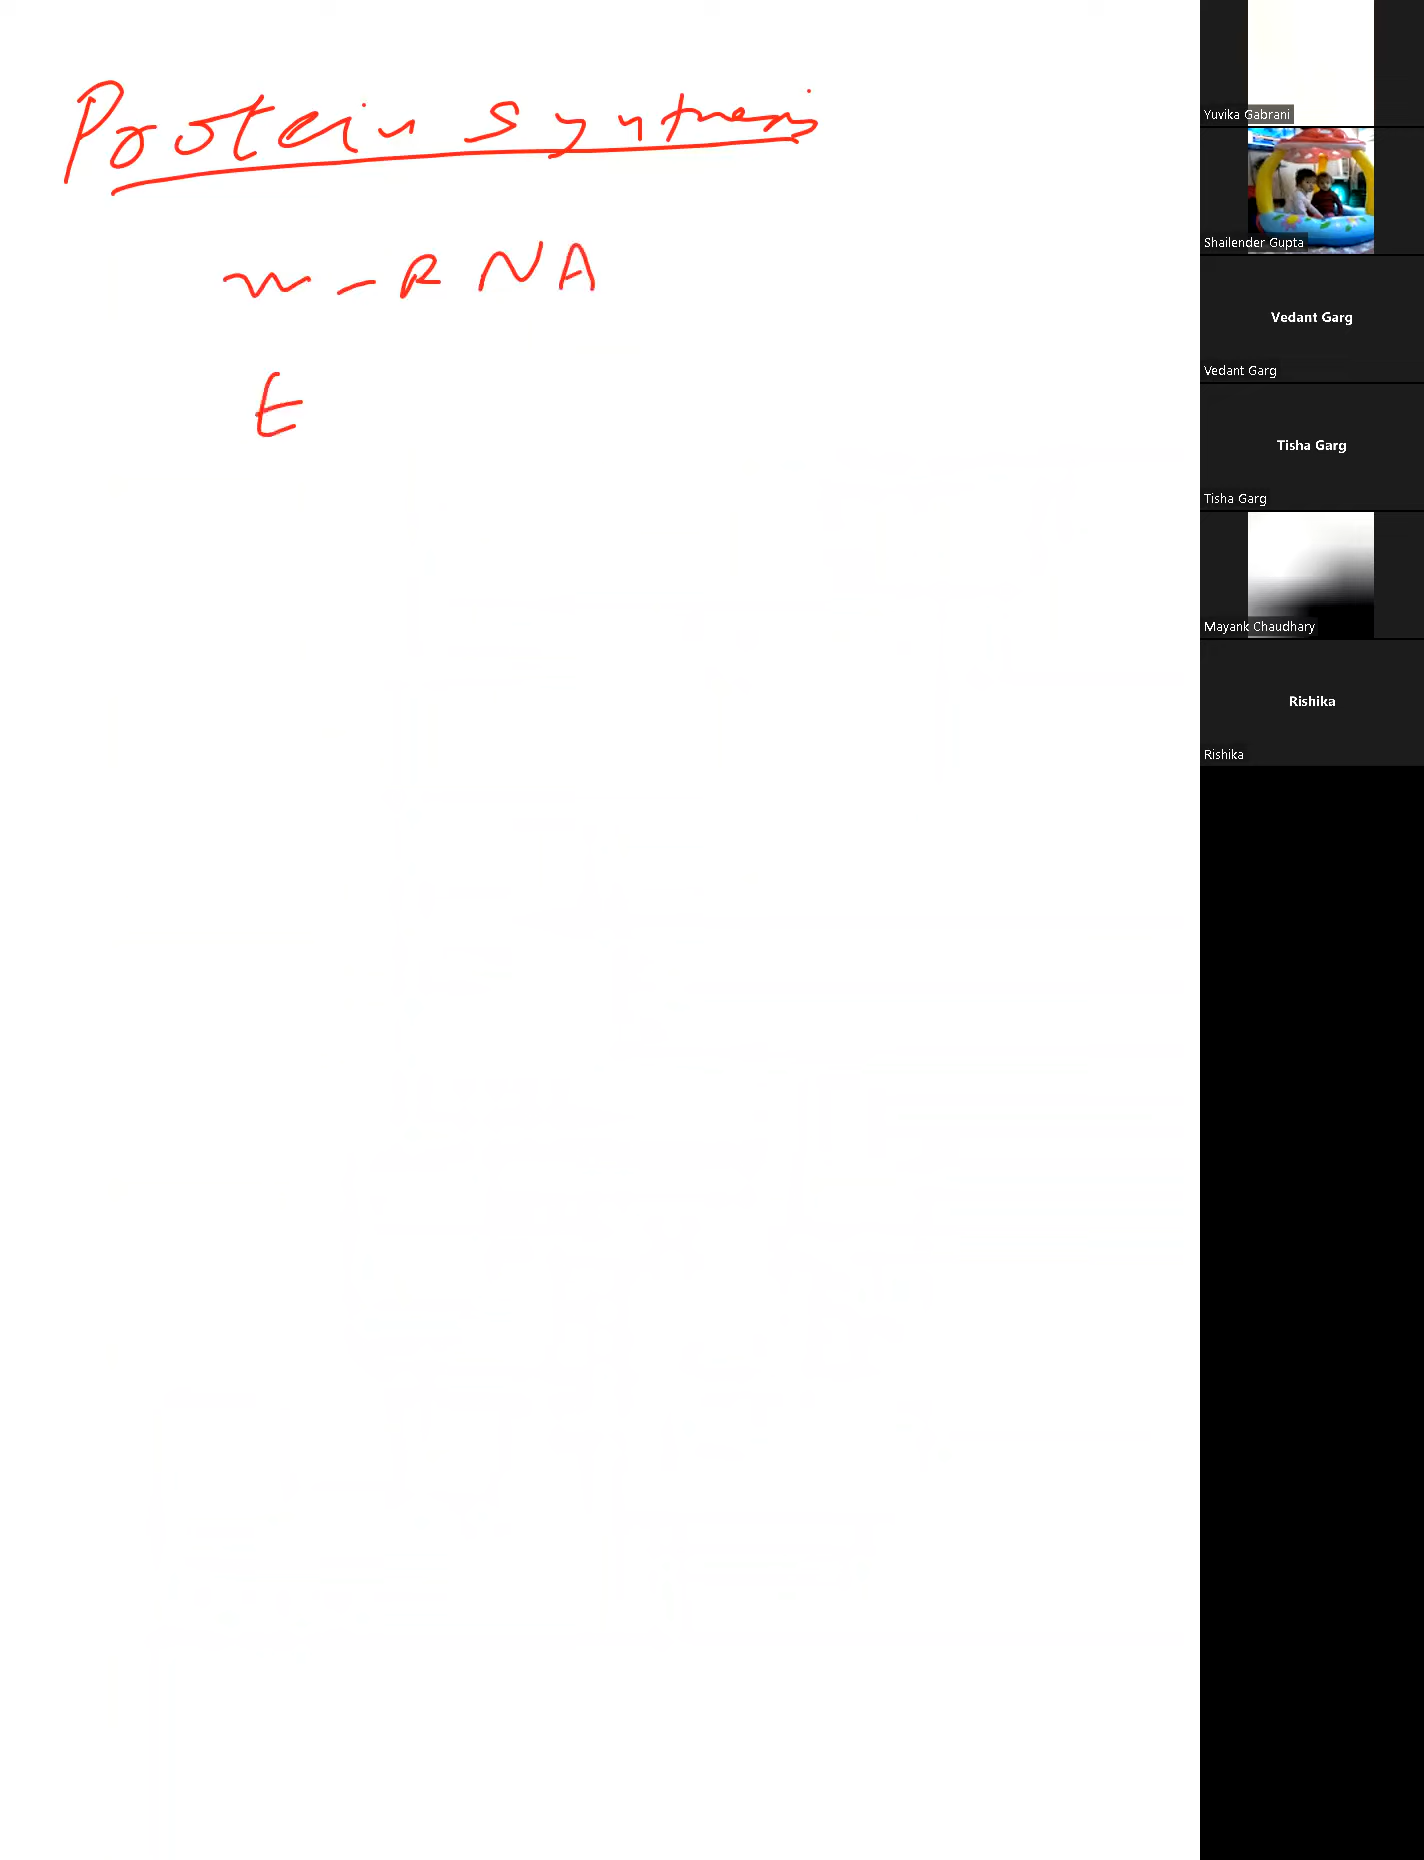 Protein synthesis
m-RNA
E
Yuvika Gabrani
Shailender Gupta
Vedant Garg
Vedant Garg
Tisha Garg
Tisha Garg
Mayank Chaudhary
Rishika
Rishika